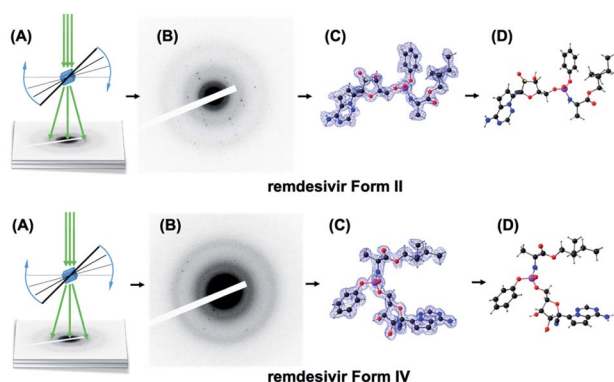 (A) (B) (C) (D)
remdesivir Form II
(A) (B) (C) (D)
remdesivir Form IV